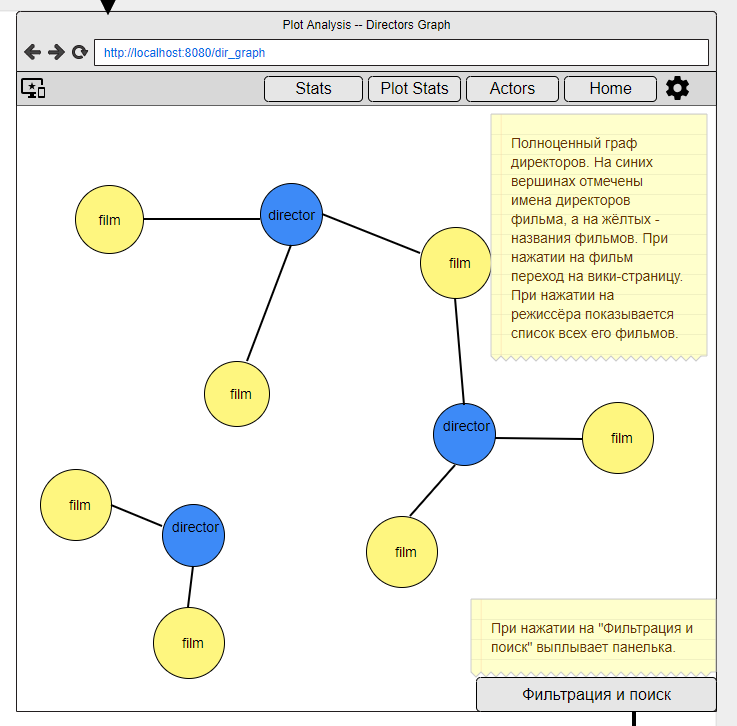 Plot Analysis -- Directors Graph
http://localhost:8080/dir_graph
Stats
Plot Stats
Actors
Home
Полноценный граф
директоров. На синих
вершинах отмечены
имена директоров
фильма, а на жёлтых -
названия фильмов. При
нажатии на фильм
переход на вики-страницу.
При нажатии на
режиссёра показывается
список всех его фильмов.
film
director
film
film
director
film
film
director
film
film
При нажатии на "Фильтрация и
поиск" выплывает панелька.
Фильтрация и поиск